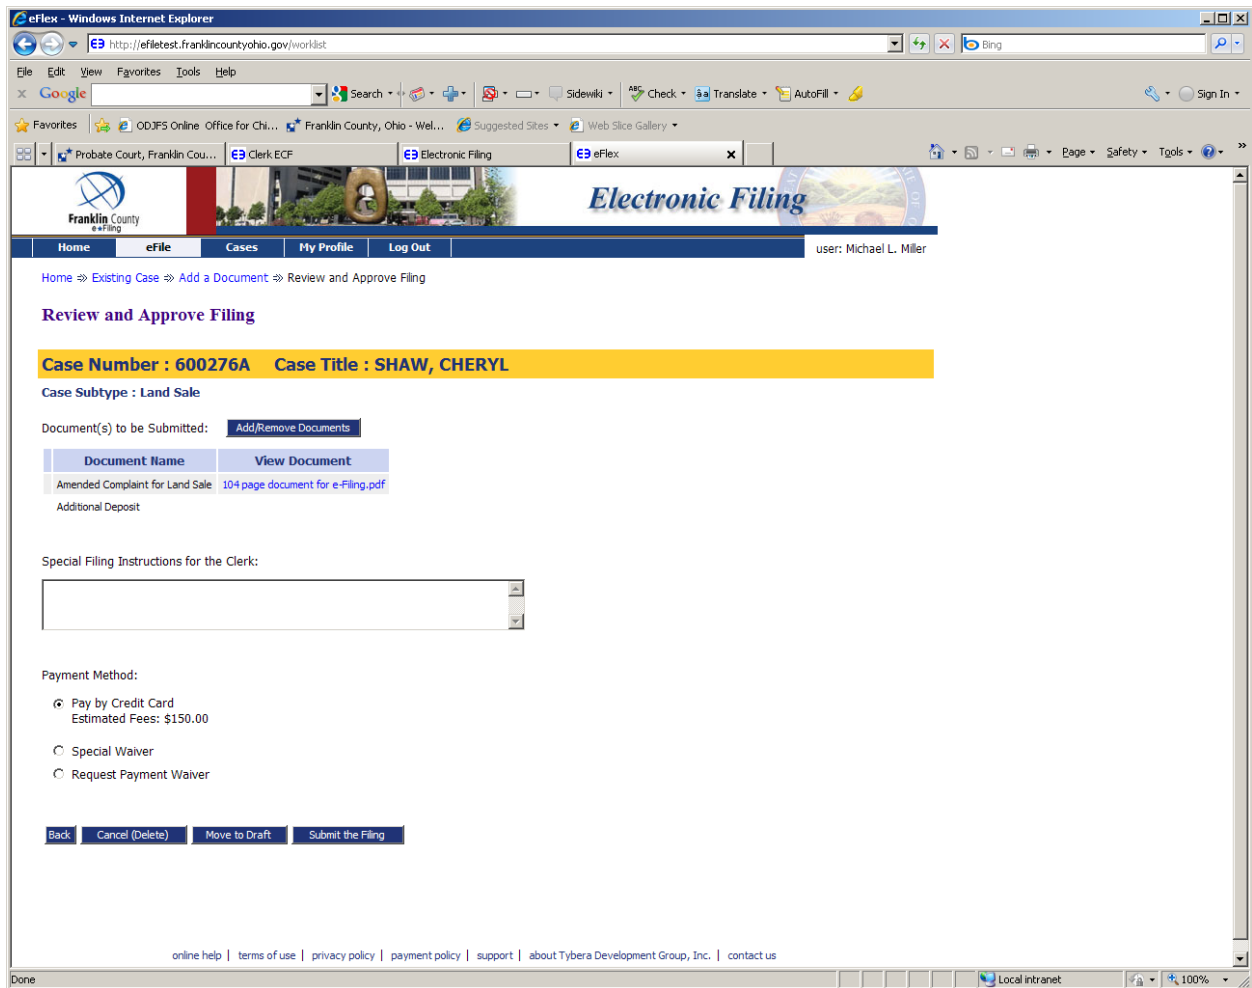 eFlex - Windows Internet Explorer
http://efiletest.franklincountyohio.gov/worklist
Bing
File Edit View Favorites Tools Help
x Google Search Sidewiki ABC Check Translate AutoFill Sign In
Favorites ODJFS Online Office for Chi... Franklin County, Ohio - Wel... Suggested Sites Web Slice Gallery
Probate Court, Franklin Cou... Clerk ECF Electronic Filing eFlex x Page Safety Tools »
Franklin County
e-Filing
Electronic Filing
Home eFile Cases My Profile Log Out user: Michael L. Miller
Home Existing Case Add a Document Review and Approve Filing
Review and Approve Filing
Case Number : 600276A Case Title : SHAW, CHERYL
Case Subtype : Land Sale
Document(s) to be Submitted: Add/Remove Documents
Document Name View Document
Amended Complaint for Land Sale 104 page document for e-Filing.pdf
Additional Deposit
Special Filing Instructions for the Clerk:
Payment Method:
Pay by Credit Card
Estimated Fees: $150.00
Special Waiver
Request Payment Waiver
Back Cancel (Delete) Move to Draft Submit the Filing
online help | terms of use | privacy policy | payment policy | support | about Tybera Development Group, Inc. | contact us
Done Local intranet 100%